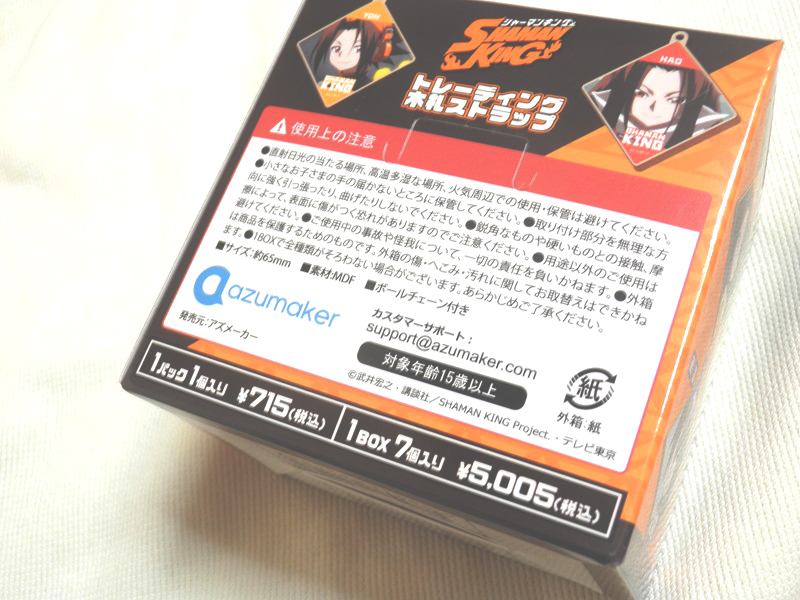 YOH
SHAMAN
KING
シャーマンキング
SHAMAN
KING
HAO
SHAMAN
KING
トレーディング
木札ストラップ
使用上の注意
●直射日光の当たる場所、高温多湿な場所、火気周辺での使用・保管は避けてください。
●小さなお子さまの手の届かないところに保管してください。●取り付け部分を無理な方
向に強く引っ張ったり、曲げたりしないでください。●鋭角なものや硬いものとの接触、摩
擦によって、表面に傷がつく恐れがありますのでご注意ください。●用途以外のご使用は
避けてください。●ご使用中の事故や怪我について、一切の責任を負いかねます。●外箱
は商品を保護するためのものです。外箱の傷・へこみ・汚れに関してお取替えはできかね
ます。●1BOXで全種類がそろわない場合がございます。あらかじめご了承ください。
■サイズ:約65mm ■素材:MDF ■ボールチェーン付き
azumaker
発売元:アズメーカー
カスタマーサポート:
support@azumaker.com
対象年齢15歳以上
紙
外箱:紙
©武井宏之・講談社/SHAMAN KING Project.・テレビ東京
1パック1個入り ¥715(税込)
1BOX 7個入り ¥5,005(税込)